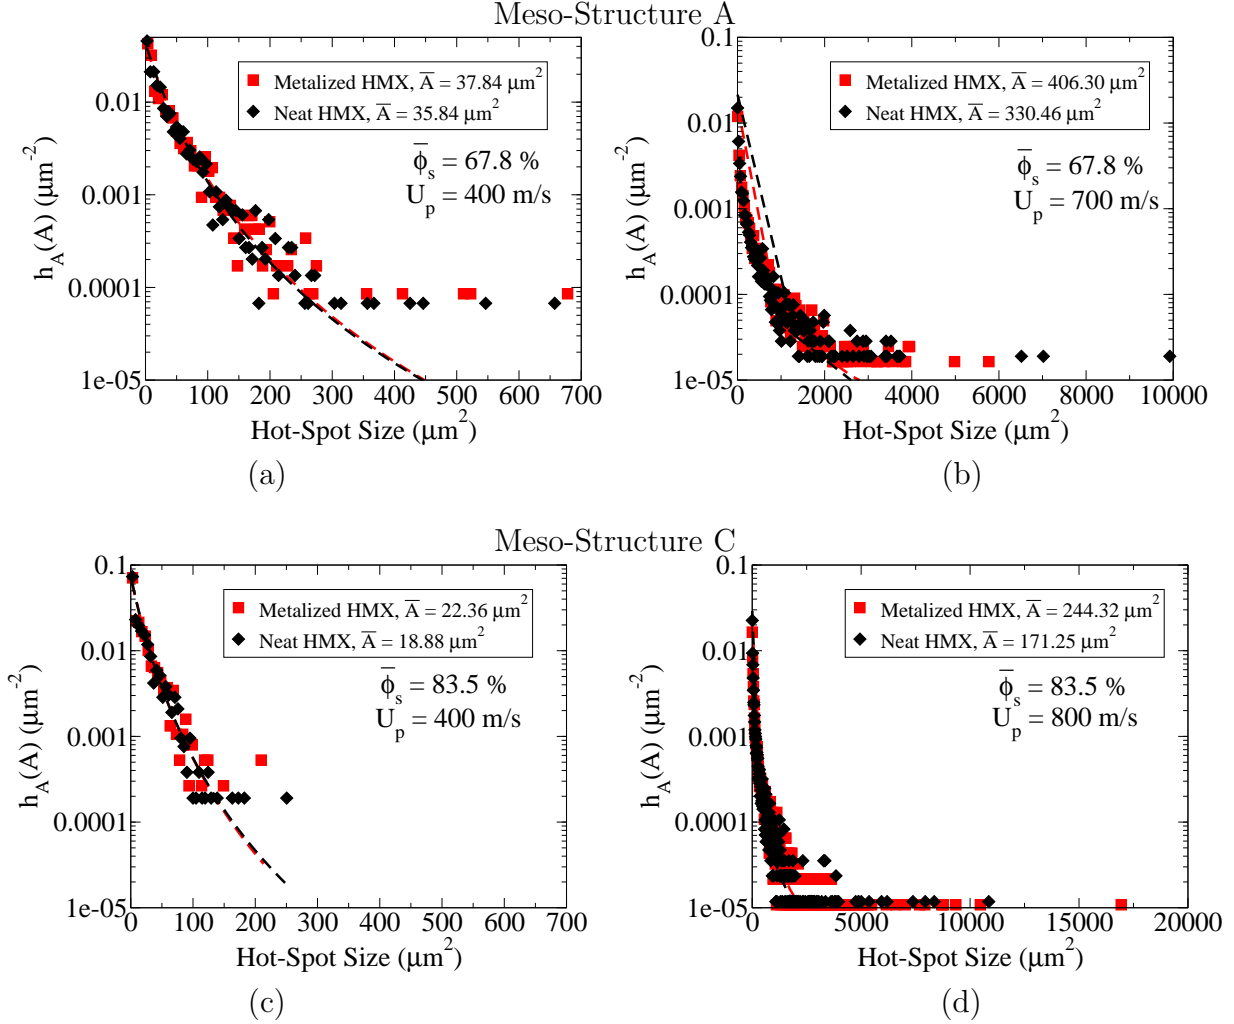 Meso-Structure A
0.01
0.001
0.0001
1e-05
h_A(A) (μm^-2)
Metalized HMX, A̅ = 37.84 μm^2
Neat HMX, A̅ = 35.84 μm^2
ϕ̅_s = 67.8 %
U_p = 400 m/s
0 100 200 300 400 500 600 700
Hot-Spot Size (μm^2)
(a)
0.1
0.01
0.001
0.0001
1e-05
h_A(A) (μm^-2)
Metalized HMX, A̅ = 406.30 μm^2
Neat HMX, A̅ = 330.46 μm^2
ϕ̅_s = 67.8 %
U_p = 700 m/s
0 2000 4000 6000 8000 10000
Hot-Spot Size (μm^2)
(b)
Meso-Structure C
0.1
0.01
0.001
0.0001
1e-05
h_A(A) (μm^-2)
Metalized HMX, A̅ = 22.36 μm^2
Neat HMX, A̅ = 18.88 μm^2
ϕ̅_s = 83.5 %
U_p = 400 m/s
0 100 200 300 400 500 600 700
Hot-Spot Size (μm^2)
(c)
0.1
0.01
0.001
0.0001
1e-05
h_A(A) (μm^-2)
Metalized HMX, A̅ = 244.32 μm^2
Neat HMX, A̅ = 171.25 μm^2
ϕ̅_s = 83.5 %
U_p = 800 m/s
0 5000 10000 15000 20000
Hot-Spot Size (μm^2)
(d)